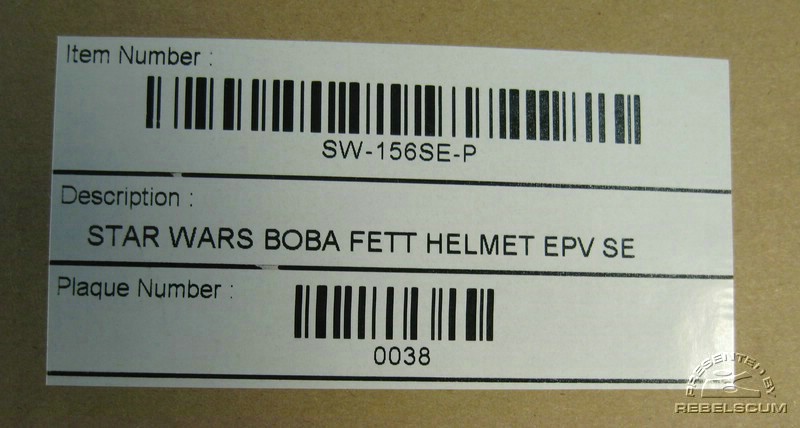 Item Number :
SW-156SE-P
Description :
STAR WARS BOBA FETT HELMET EPV SE
Plaque Number :
0038
PRESENTED BY
REBELSCUM